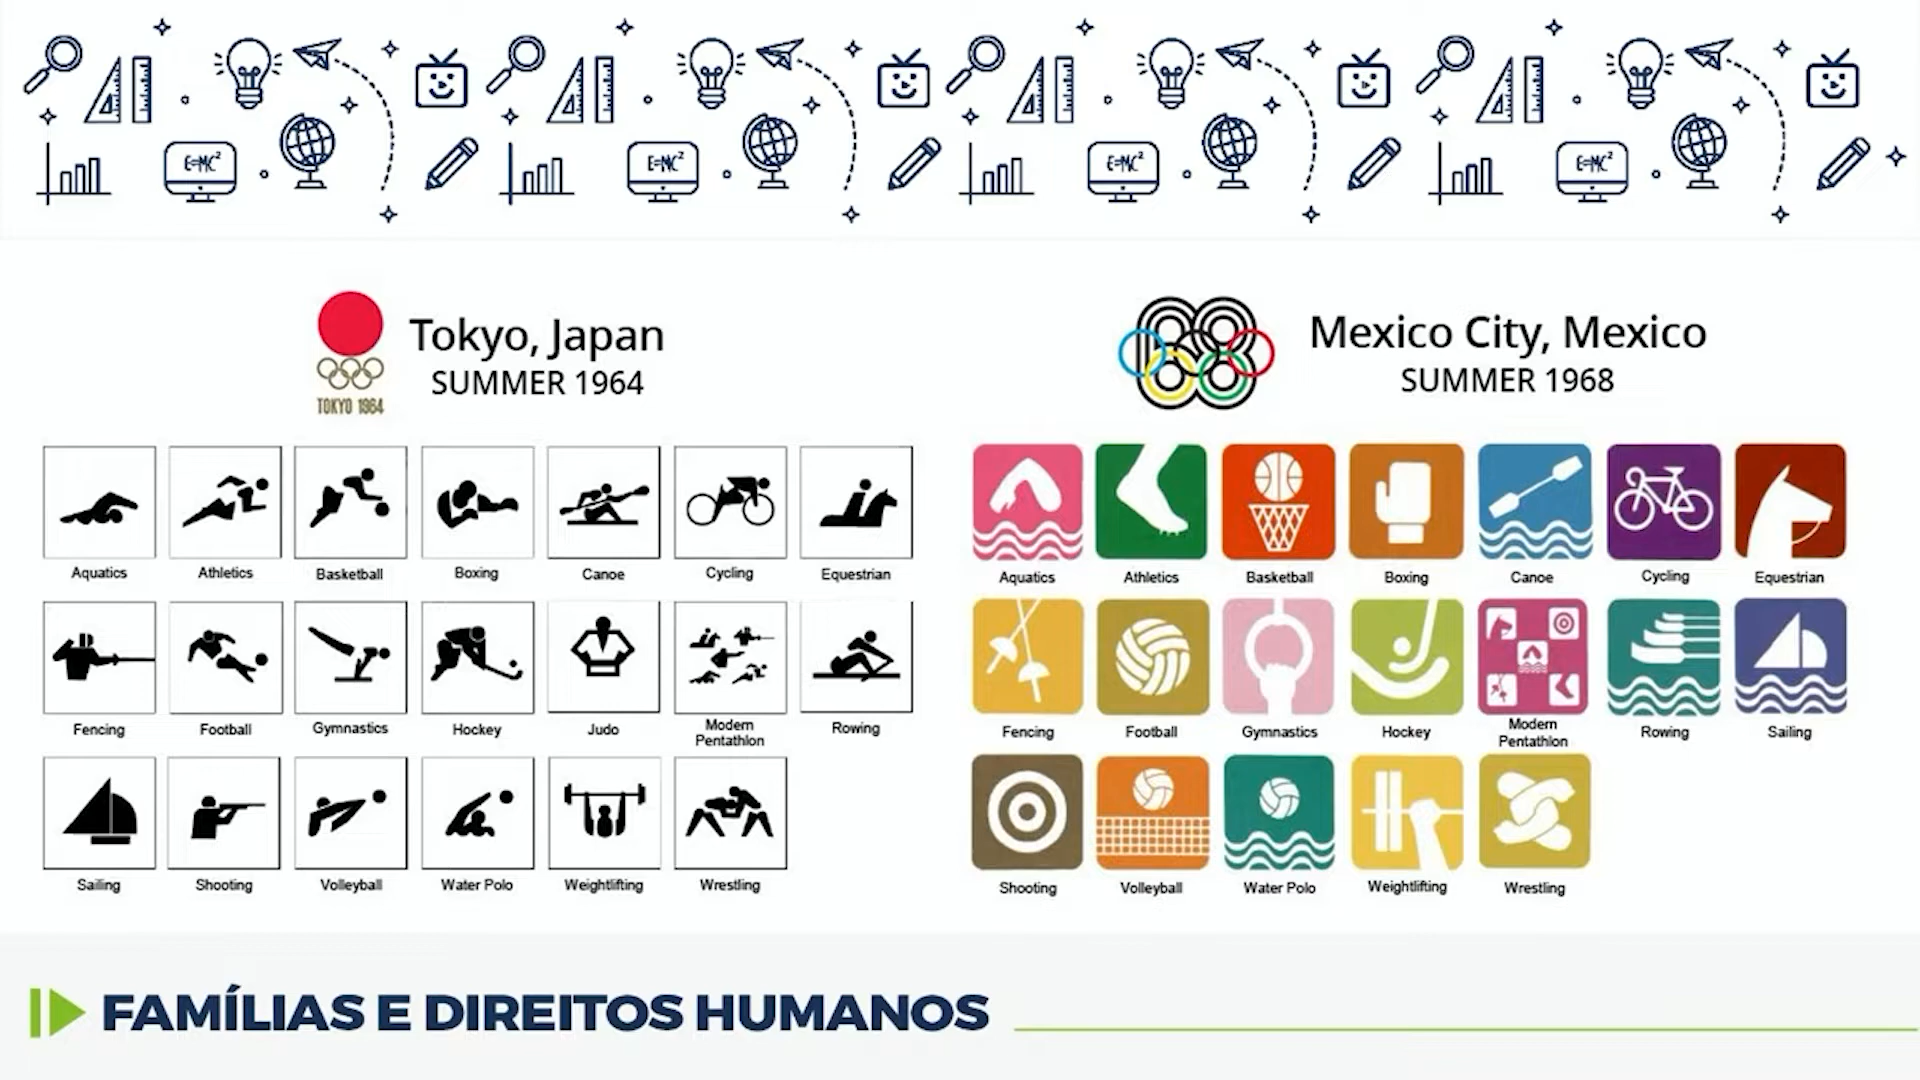 E=MC²
E=MC²
E=MC²
E=MC²
TOKYO 1964
Tokyo, Japan
SUMMER 1964
Aquatics
Athletics
Basketball
Boxing
Canoe
Cycling
Equestrian
Fencing
Football
Gymnastics
Hockey
Judo
Modern
Pentathlon
Rowing
Sailing
Shooting
Volleyball
Water Polo
Weightlifting
Wrestling
68
Mexico City, Mexico
SUMMER 1968
Aquatics
Athletics
Basketball
Boxing
Canoe
Cycling
Equestrian
Fencing
Football
Gymnastics
Hockey
Modern
Pentathlon
Rowing
Sailing
Shooting
Volleyball
Water Polo
Weightlifting
Wrestling
FAMÍLIAS E DIREITOS HUMANOS